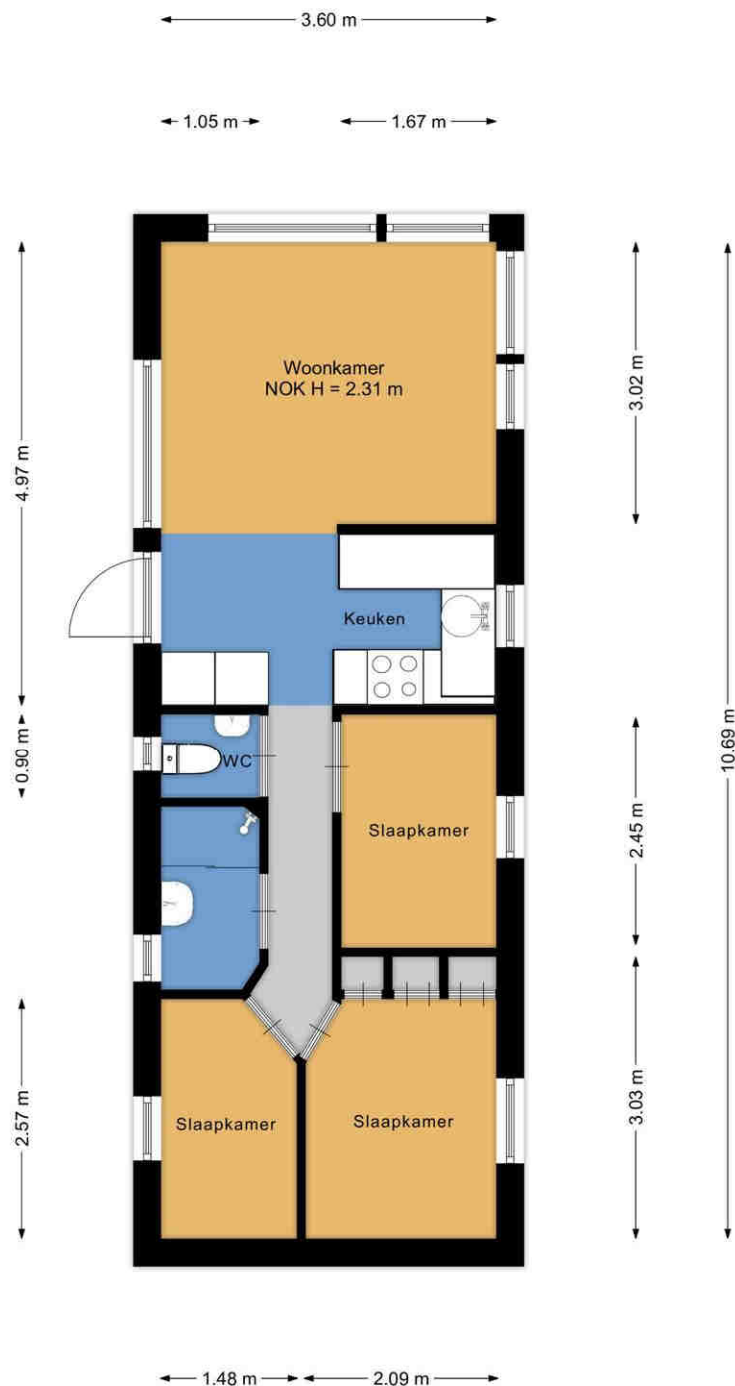 3.60 m
1.05 m
1.67 m
Woonkamer
NOK H = 2.31 m
3.02 m
4.97 m
Keuken
10.69 m
0.90 m
WC
Slaapkamer
2.45 m
2.57 m
Slaapkamer
Slaapkamer
3.03 m
1.48 m
2.09 m